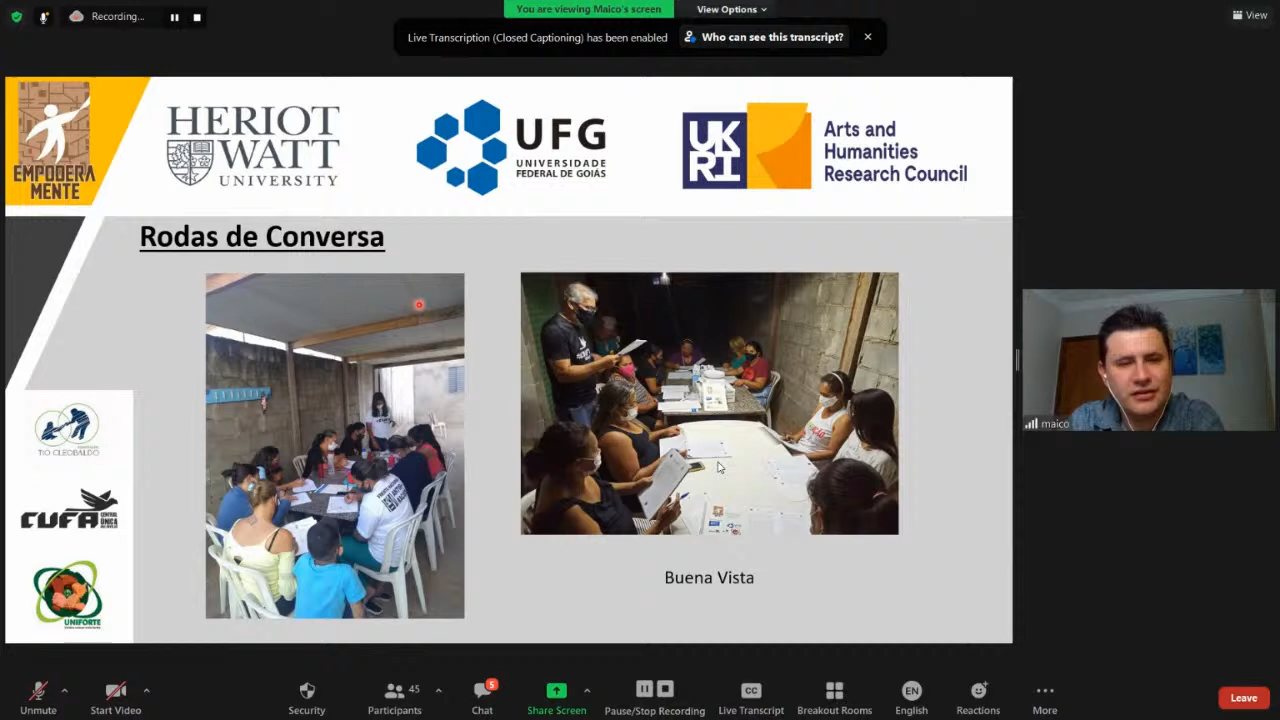 Recording...
You are viewing Maico's screen
View Options
View
Live Transcription (Closed Captioning) has been enabled
Who can see this transcript?
EMPODERA
MENTE
HERIOT
WATT
UNIVERSITY
UFG
UNIVERSIDADE
FEDERAL DE GOIÁS
UK
RI
Arts and
Humanities
Research Council
Rodas de Conversa
TIO CLEOBALDO
CUFA
CENTRAL
ÚNICA
UNIFORTE
Buena Vista
maico
Unmute
Start Video
Security
45
Participants
5
Chat
Share Screen
Pause/Stop Recording
CC
Live Transcript
Breakout Rooms
EN
English
Reactions
More
Leave